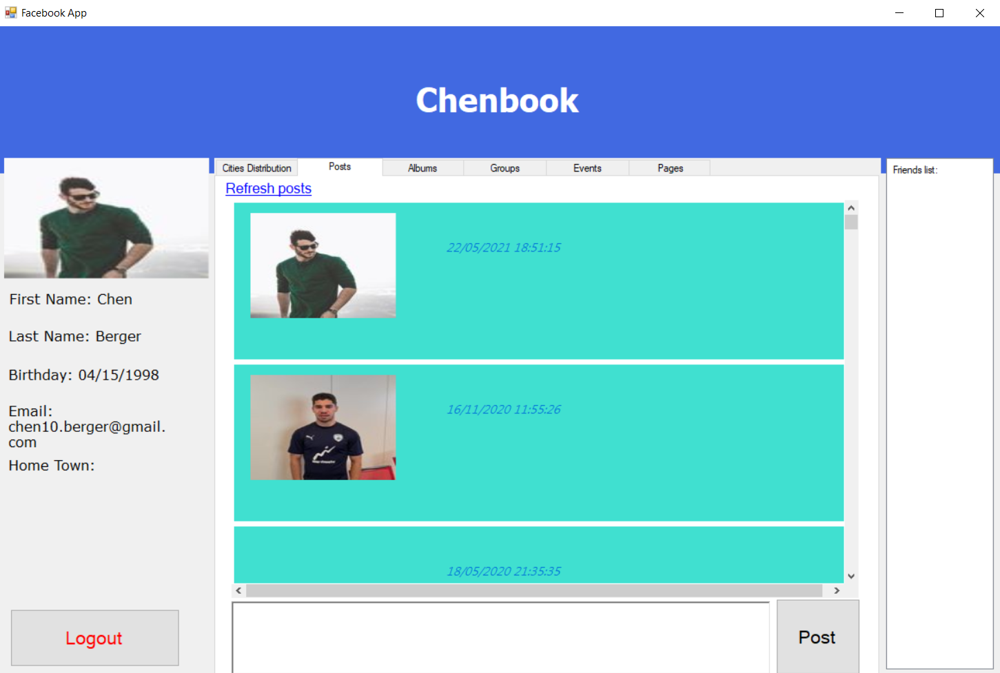 Facebook App
Chenbook
Cities Distribution
Posts
Albums
Groups
Events
Pages
Friends list:
Refresh posts
22/05/2021 18:51:15
First Name: Chen
Last Name: Berger
Birthday: 04/15/1998
Email:
chen10.berger@gmail.
com
Home Town:
16/11/2020 11:55:26
18/05/2020 21:35:35
Logout
Post